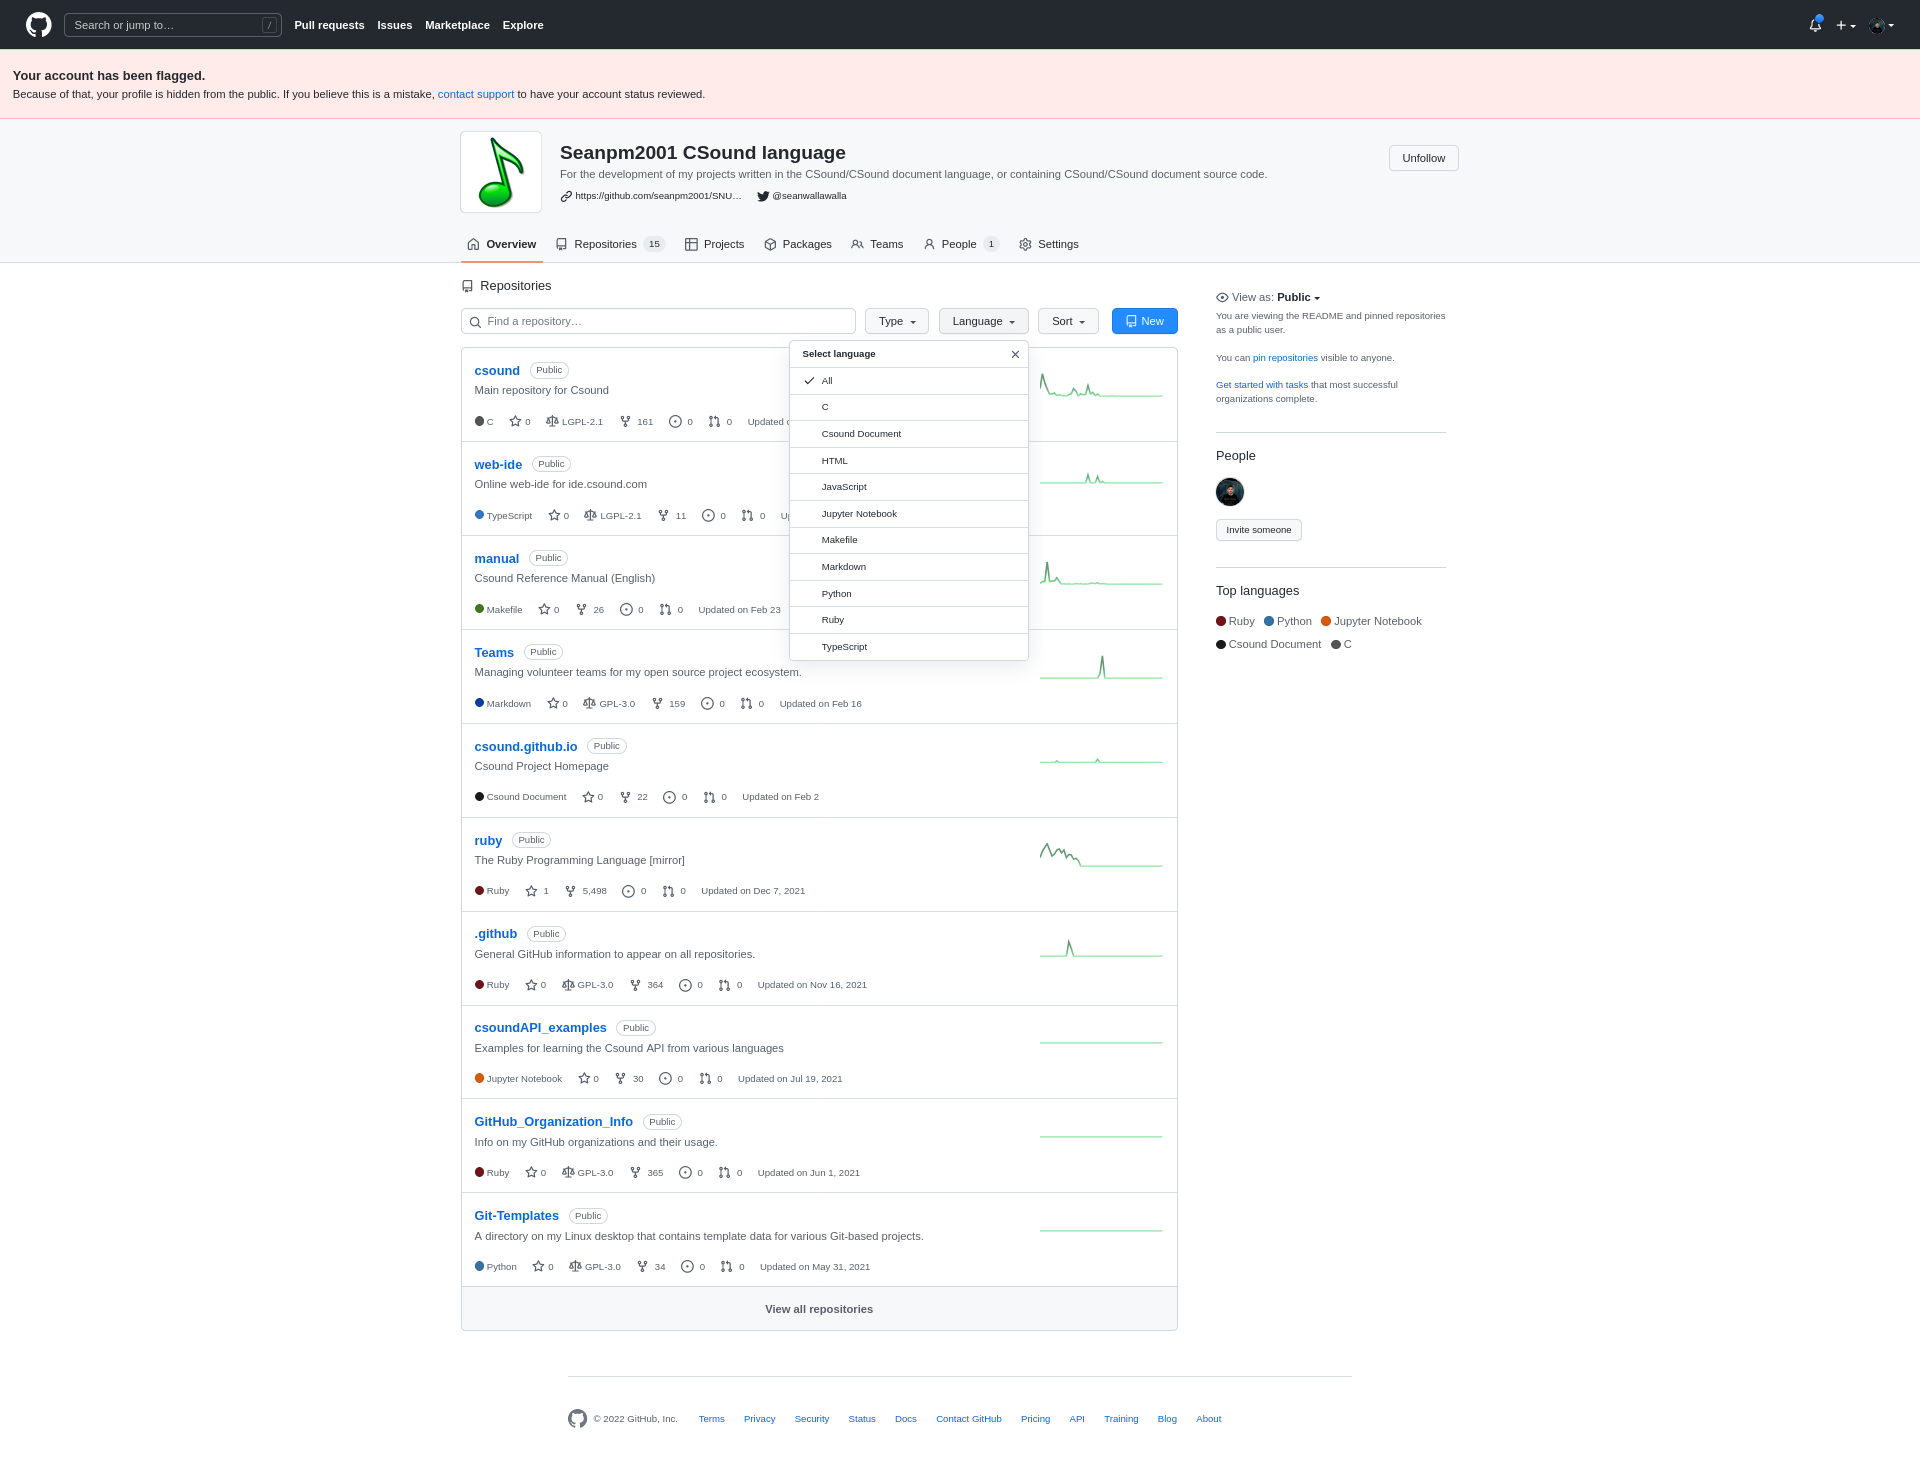 Search or jump to…
/
Pull requests Issues Marketplace Explore
Your account has been flagged.
Because of that, your profile is hidden from the public. If you believe this is a mistake, contact support to have your account status reviewed.
Seanpm2001 CSound language
Unfollow
For the development of my projects written in the CSound/CSound document language, or containing CSound/CSound document source code.
https://github.com/seanpm2001/SNU… @seanwallawalla
Overview Repositories 15 Projects Packages Teams People 1 Settings
Repositories
Find a repository…
Type Language Sort New
Select language
All
C
Csound Document
HTML
JavaScript
Jupyter Notebook
Makefile
Markdown
Python
Ruby
TypeScript
csound Public
Main repository for Csound
C 0 LGPL-2.1 161 0 0 Updated
web-ide Public
Online web-ide for ide.csound.com
TypeScript 0 LGPL-2.1 11 0 0
manual Public
Csound Reference Manual (English)
Makefile 0 26 0 0 Updated on Feb 23
Teams Public
Managing volunteer teams for my open source project ecosystem.
Markdown 0 GPL-3.0 159 0 0 Updated on Feb 16
csound.github.io Public
Csound Project Homepage
Csound Document 0 22 0 0 Updated on Feb 2
ruby Public
The Ruby Programming Language [mirror]
Ruby 1 5,498 0 0 Updated on Dec 7, 2021
.github Public
General GitHub information to appear on all repositories.
Ruby 0 GPL-3.0 364 0 0 Updated on Nov 16, 2021
csoundAPI_examples Public
Examples for learning the Csound API from various languages
Jupyter Notebook 0 30 0 0 Updated on Jul 19, 2021
GitHub_Organization_Info Public
Info on my GitHub organizations and their usage.
Ruby 0 GPL-3.0 365 0 0 Updated on Jun 1, 2021
Git-Templates Public
A directory on my Linux desktop that contains template data for various Git-based projects.
Python 0 GPL-3.0 34 0 0 Updated on May 31, 2021
View all repositories
View as: Public
You are viewing the README and pinned repositories
as a public user.
You can pin repositories visible to anyone.
Get started with tasks that most successful
organizations complete.
People
Invite someone
Top languages
Ruby Python Jupyter Notebook
Csound Document C
© 2022 GitHub, Inc. Terms Privacy Security Status Docs Contact GitHub Pricing API Training Blog About